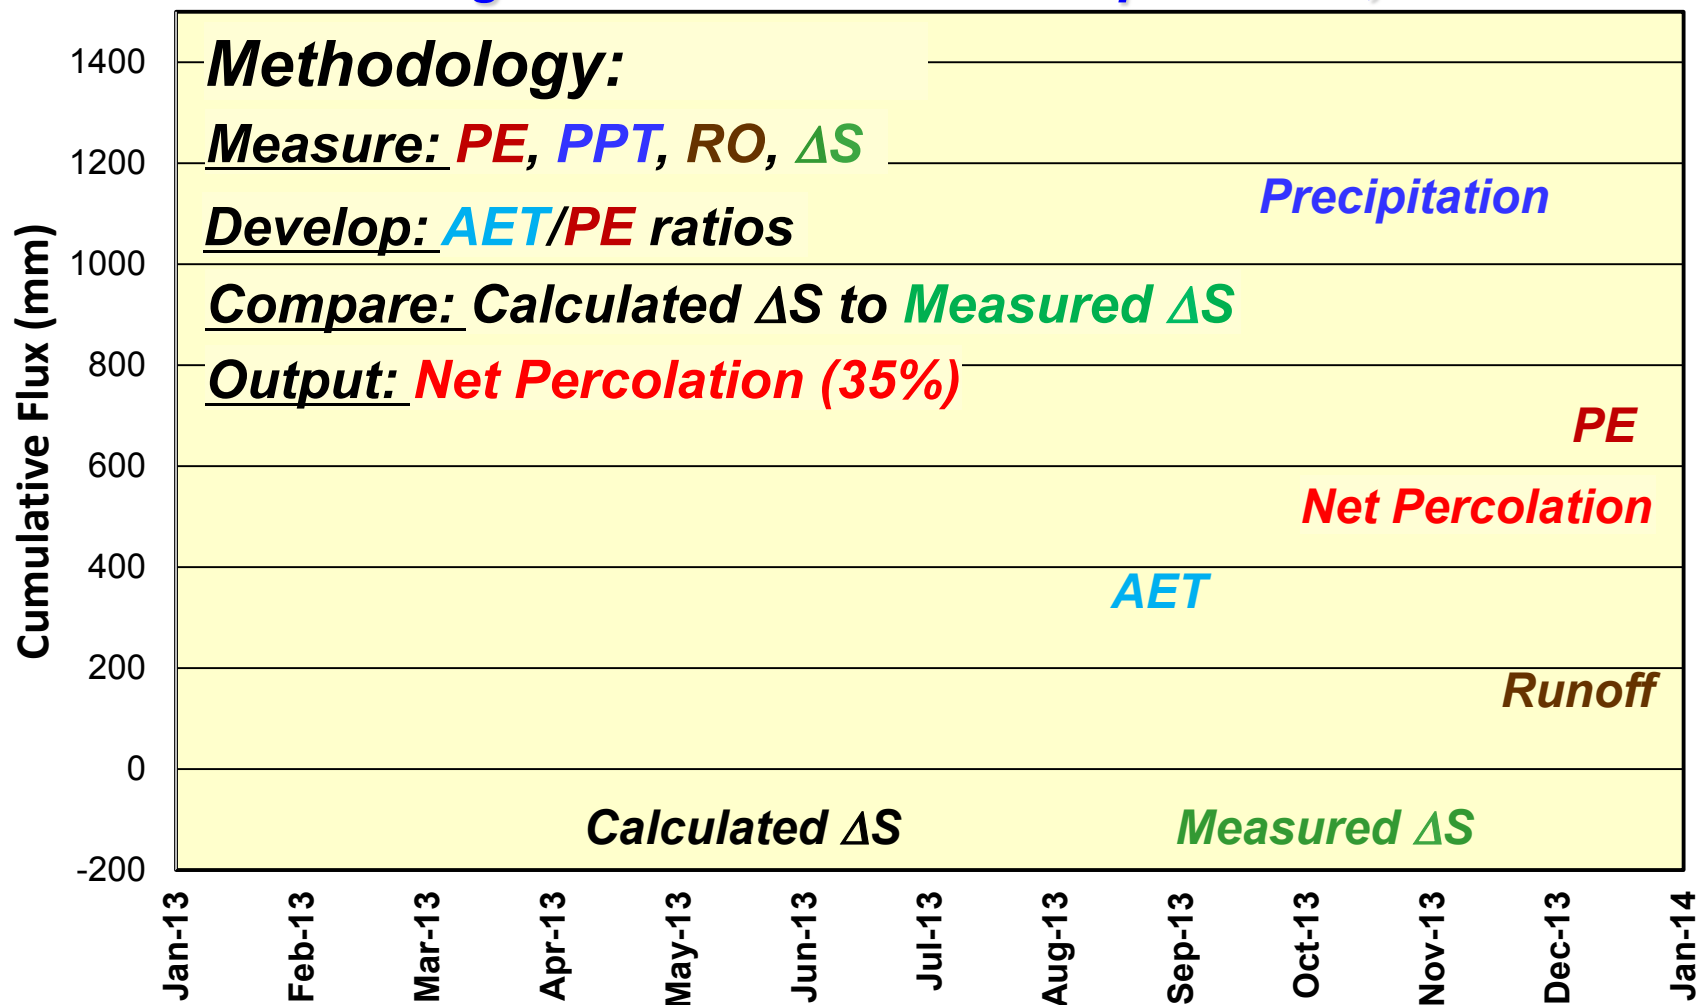 1400
1200
1000
800
600
400
200
0
-200
Cumulative Flux (mm)
Methodology:
Measure: PE, PPT, RO, ΔS
Develop: AET/PE ratios
Compare: Calculated ΔS to Measured ΔS
Output: Net Percolation (35%)
Precipitation
PE
Net Percolation
AET
Runoff
Calculated ΔS
Measured ΔS
Jan-13
Feb-13
Mar-13
Apr-13
May-13
Jun-13
Jul-13
Aug-13
Sep-13
Oct-13
Nov-13
Dec-13
Jan-14